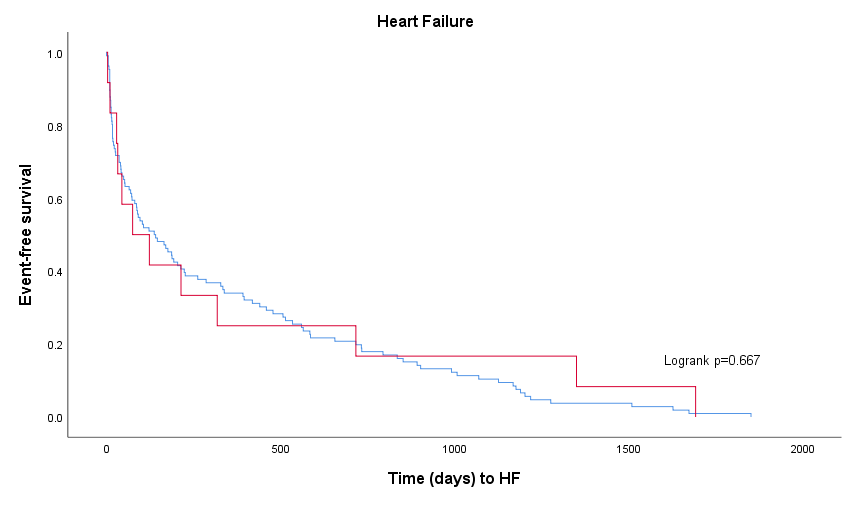 Heart Failure
1.0
0.8
0.6
0.4
0.2
0.0
Event-free survival
Logrank p=0.667
0 500 1000 1500 2000
Time (days) to HF